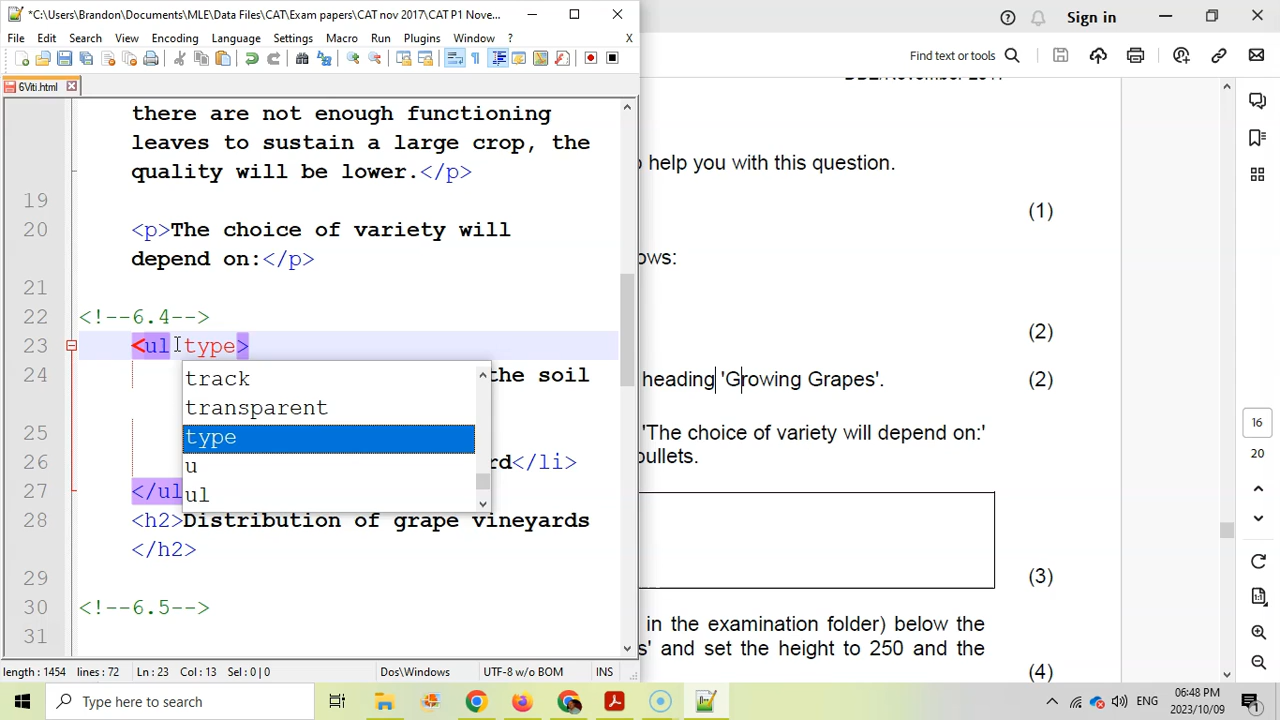 *C:\Users\Brandon\Documents\MLE\Data Files\CAT\Exam papers\CAT nov 2017\CAT P1 Nove...
File Edit Search View Encoding Language Settings Macro Run Plugins Window ? X
6Viti.html
there are not enough functioning
leaves to sustain a large crop, the
quality will be lower.</p>
19
20 <p>The choice of variety will
depend on:</p>
21
22 <!--6.4-->
23 <ul type>
24 the soil
25
26 rd</li>
27 </ul
28 <h2>Distribution of grape vineyards
</h2>
29
30 <!--6.5-->
31
track
transparent
type
u
ul
length : 1454 lines : 72 Ln : 23 Col : 13 Sel : 0 | 0 Dos\Windows UTF-8 w/o BOM INS
Sign in
Find text or tools
help you with this question.
(1)
ows:
(2)
heading 'Growing Grapes'. (2)
'The choice of variety will depend on:'
bullets.
(3)
in the examination folder) below the
s' and set the height to 250 and the
(4)
16
20
Type here to search
ENG
06:48 PM
2023/10/09
1